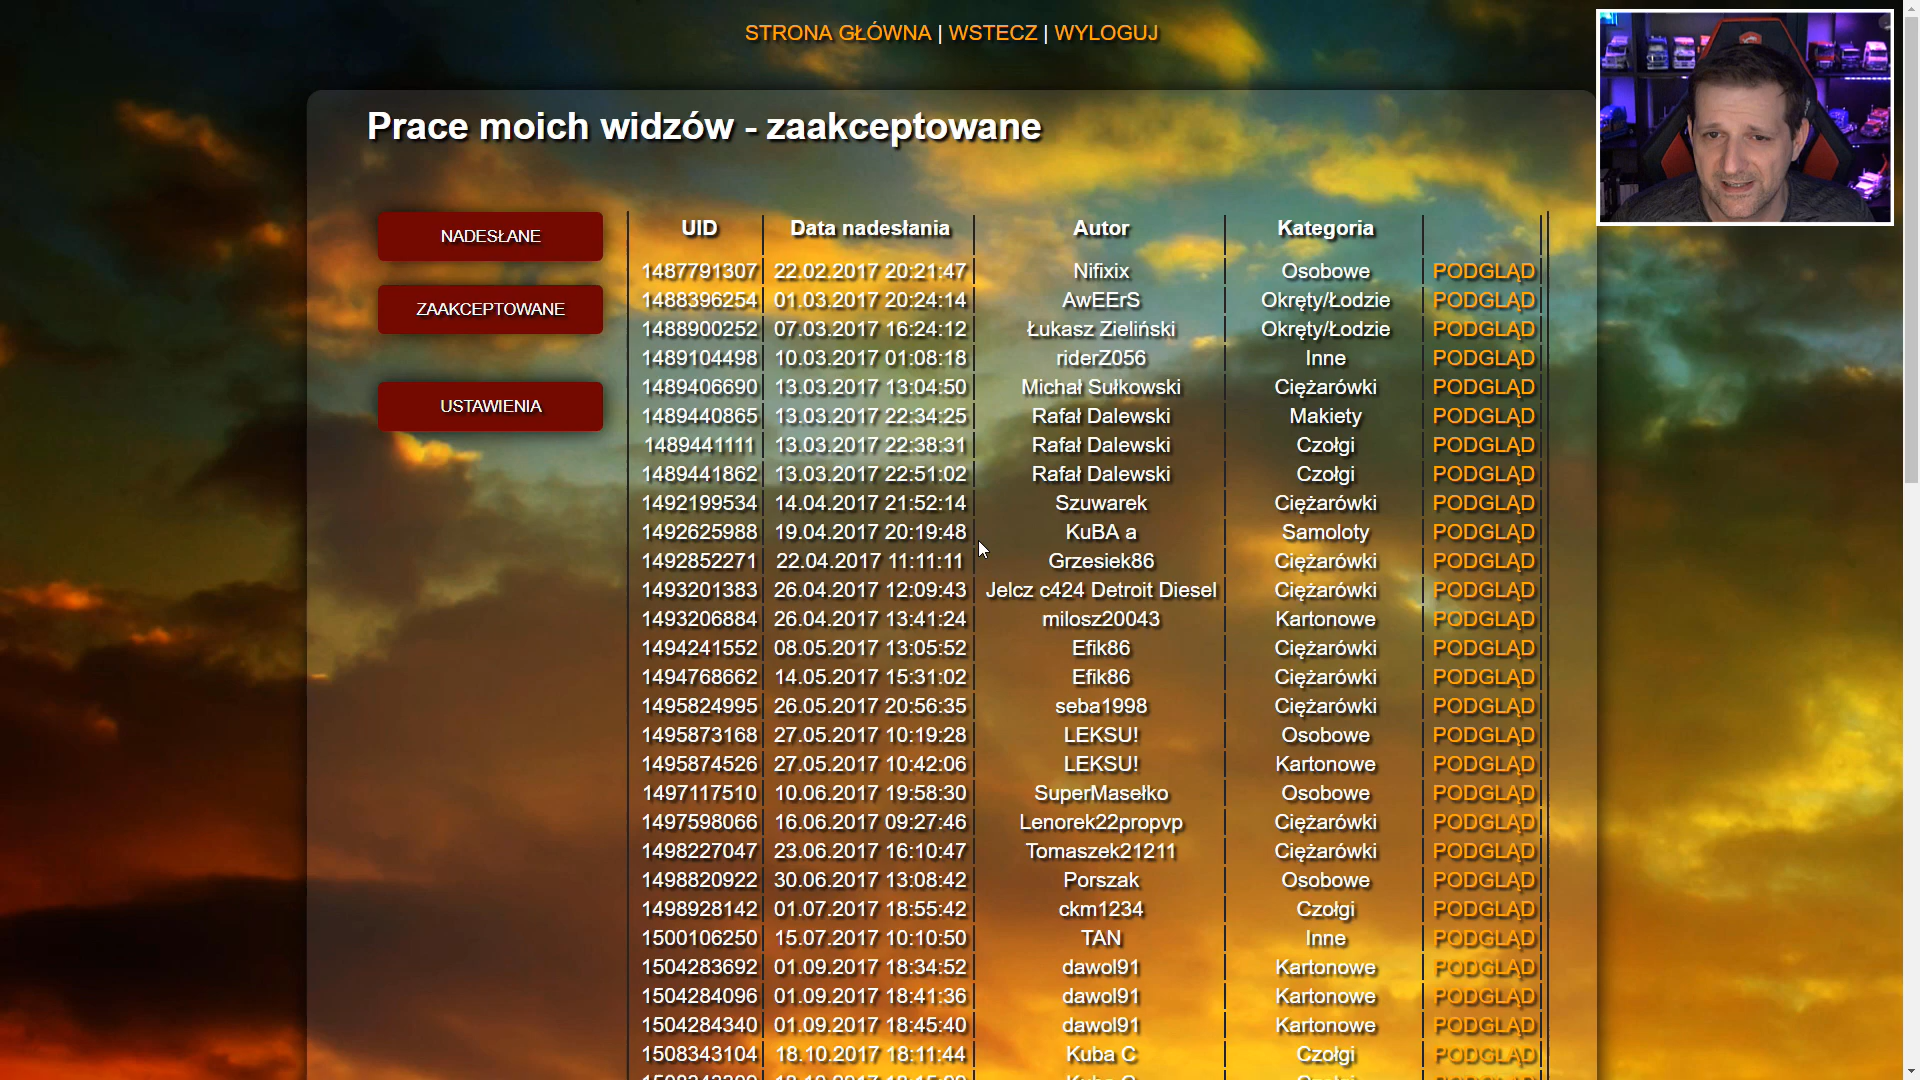 STRONA GŁÓWNA | WSTECZ | WYLOGUJ
Prace moich widzów - zaakceptowane
NADESŁANE
ZAAKCEPTOWANE
USTAWIENIA
UID Data nadesłania Autor Kategoria
1487791307 22.02.2017 20:21:47 Nifixix Osobowe PODGLĄD
1488396254 01.03.2017 20:24:14 AwEErS Okręty/Łodzie PODGLĄD
1488900252 07.03.2017 16:24:12 Łukasz Zieliński Okręty/Łodzie PODGLĄD
1489104498 10.03.2017 01:08:18 riderZ056 Inne PODGLĄD
1489406690 13.03.2017 13:04:50 Michał Sułkowski Ciężarówki PODGLĄD
1489440865 13.03.2017 22:34:25 Rafał Dalewski Makiety PODGLĄD
1489441111 13.03.2017 22:38:31 Rafał Dalewski Czołgi PODGLĄD
1489441862 13.03.2017 22:51:02 Rafał Dalewski Czołgi PODGLĄD
1492199534 14.04.2017 21:52:14 Szuwarek Ciężarówki PODGLĄD
1492625988 19.04.2017 20:19:48 KuBA a Samoloty PODGLĄD
1492852271 22.04.2017 11:11:11 Grzesiek86 Ciężarówki PODGLĄD
1493201383 26.04.2017 12:09:43 Jelcz c424 Detroit Diesel Ciężarówki PODGLĄD
1493206884 26.04.2017 13:41:24 milosz20043 Kartonowe PODGLĄD
1494241552 08.05.2017 13:05:52 Efik86 Ciężarówki PODGLĄD
1494768662 14.05.2017 15:31:02 Efik86 Ciężarówki PODGLĄD
1495824995 26.05.2017 20:56:35 seba1998 Ciężarówki PODGLĄD
1495873168 27.05.2017 10:19:28 LEKSU! Osobowe PODGLĄD
1495874526 27.05.2017 10:42:06 LEKSU! Kartonowe PODGLĄD
1497117510 10.06.2017 19:58:30 SuperMasełko Osobowe PODGLĄD
1497598066 16.06.2017 09:27:46 Lenorek22propvp Ciężarówki PODGLĄD
1498227047 23.06.2017 16:10:47 Tomaszek21211 Ciężarówki PODGLĄD
1498820922 30.06.2017 13:08:42 Porszak Osobowe PODGLĄD
1498928142 01.07.2017 18:55:42 ckm1234 Czołgi PODGLĄD
1500106250 15.07.2017 10:10:50 TAN Inne PODGLĄD
1504283692 01.09.2017 18:34:52 dawol91 Kartonowe PODGLĄD
1504284096 01.09.2017 18:41:36 dawol91 Kartonowe PODGLĄD
1504284340 01.09.2017 18:45:40 dawol91 Kartonowe PODGLĄD
1508343104 18.10.2017 18:11:44 Kuba C Czołgi PODGLĄD